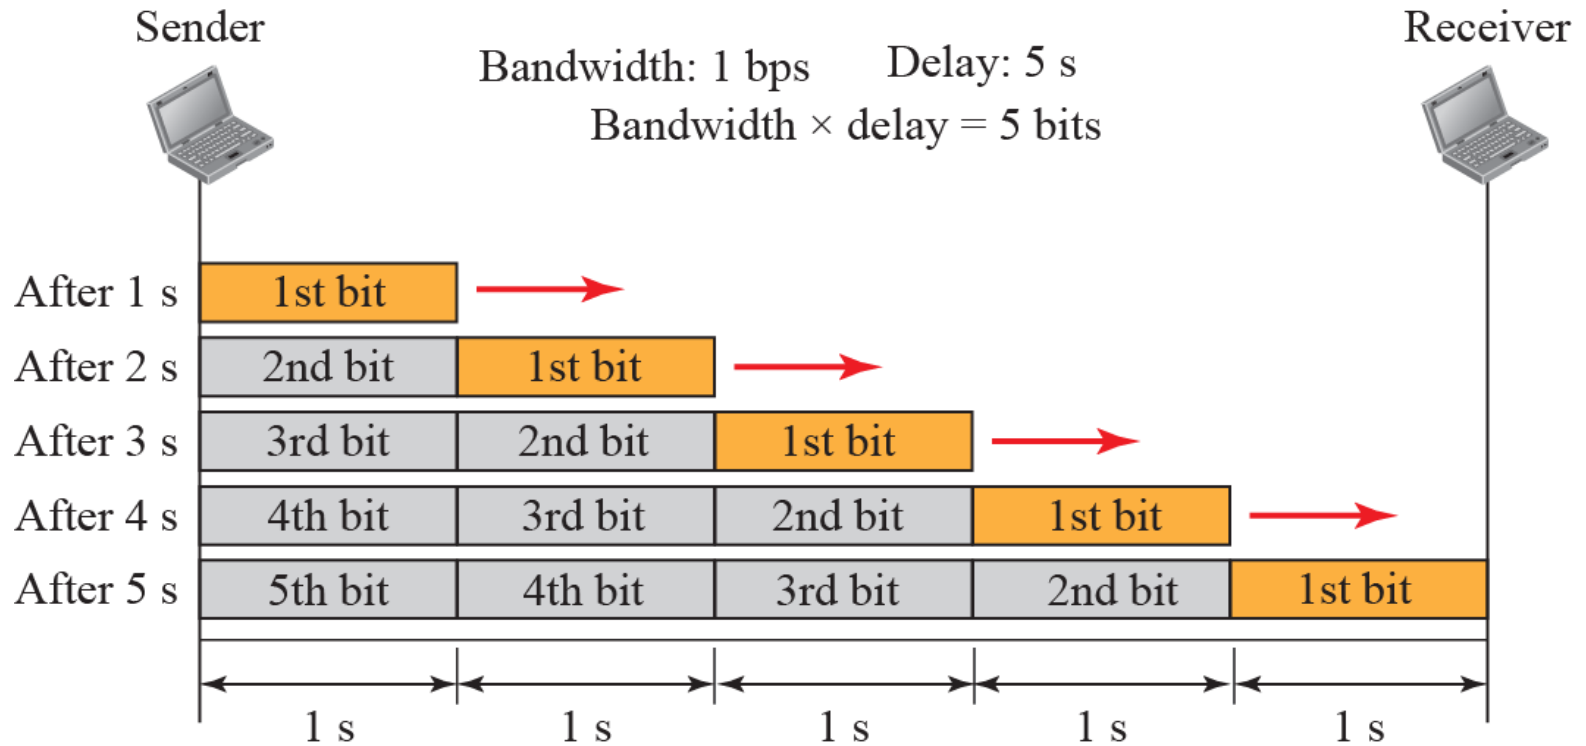 Sender
Receiver
Bandwidth: 1 bps Delay: 5 s
Bandwidth × delay = 5 bits
After 1 s 1st bit
After 2 s 2nd bit 1st bit
After 3 s 3rd bit 2nd bit 1st bit
After 4 s 4th bit 3rd bit 2nd bit 1st bit
After 5 s 5th bit 4th bit 3rd bit 2nd bit 1st bit
1 s 1 s 1 s 1 s 1 s